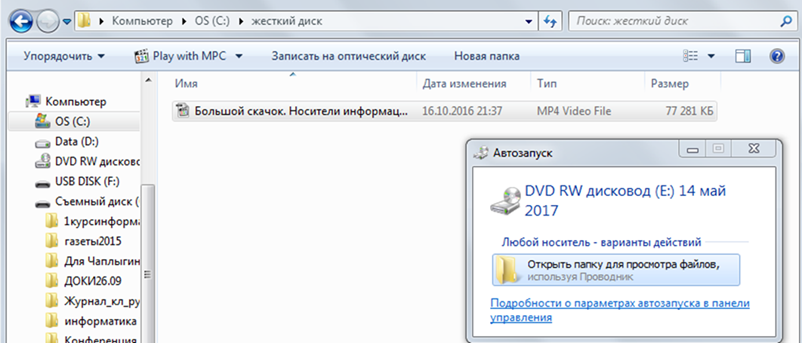 Компьютер ▸ OS (C:) ▸ жесткий диск
Поиск: жесткий диск
Упорядочить Play with MPC Записать на оптический диск Новая папка
Имя Дата изменения Тип Размер
Большой скачок. Носители информац... 16.10.2016 21:37 MP4 Video File 77 281 КБ
Компьютер
OS (C:)
Data (D:)
DVD RW дисково
USB DISK (F:)
Съемный диск (
1курсинформа
газеты2015
Для Чаплыгин
ДОКИ26.09
Журнал_кл_ру
информатика
Конференция
Автозапуск
DVD RW дисковод (E:) 14 май
2017
Любой носитель - варианты действий
Открыть папку для просмотра файлов,
используя Проводник
Подробности о параметрах автозапуска в панели
управления